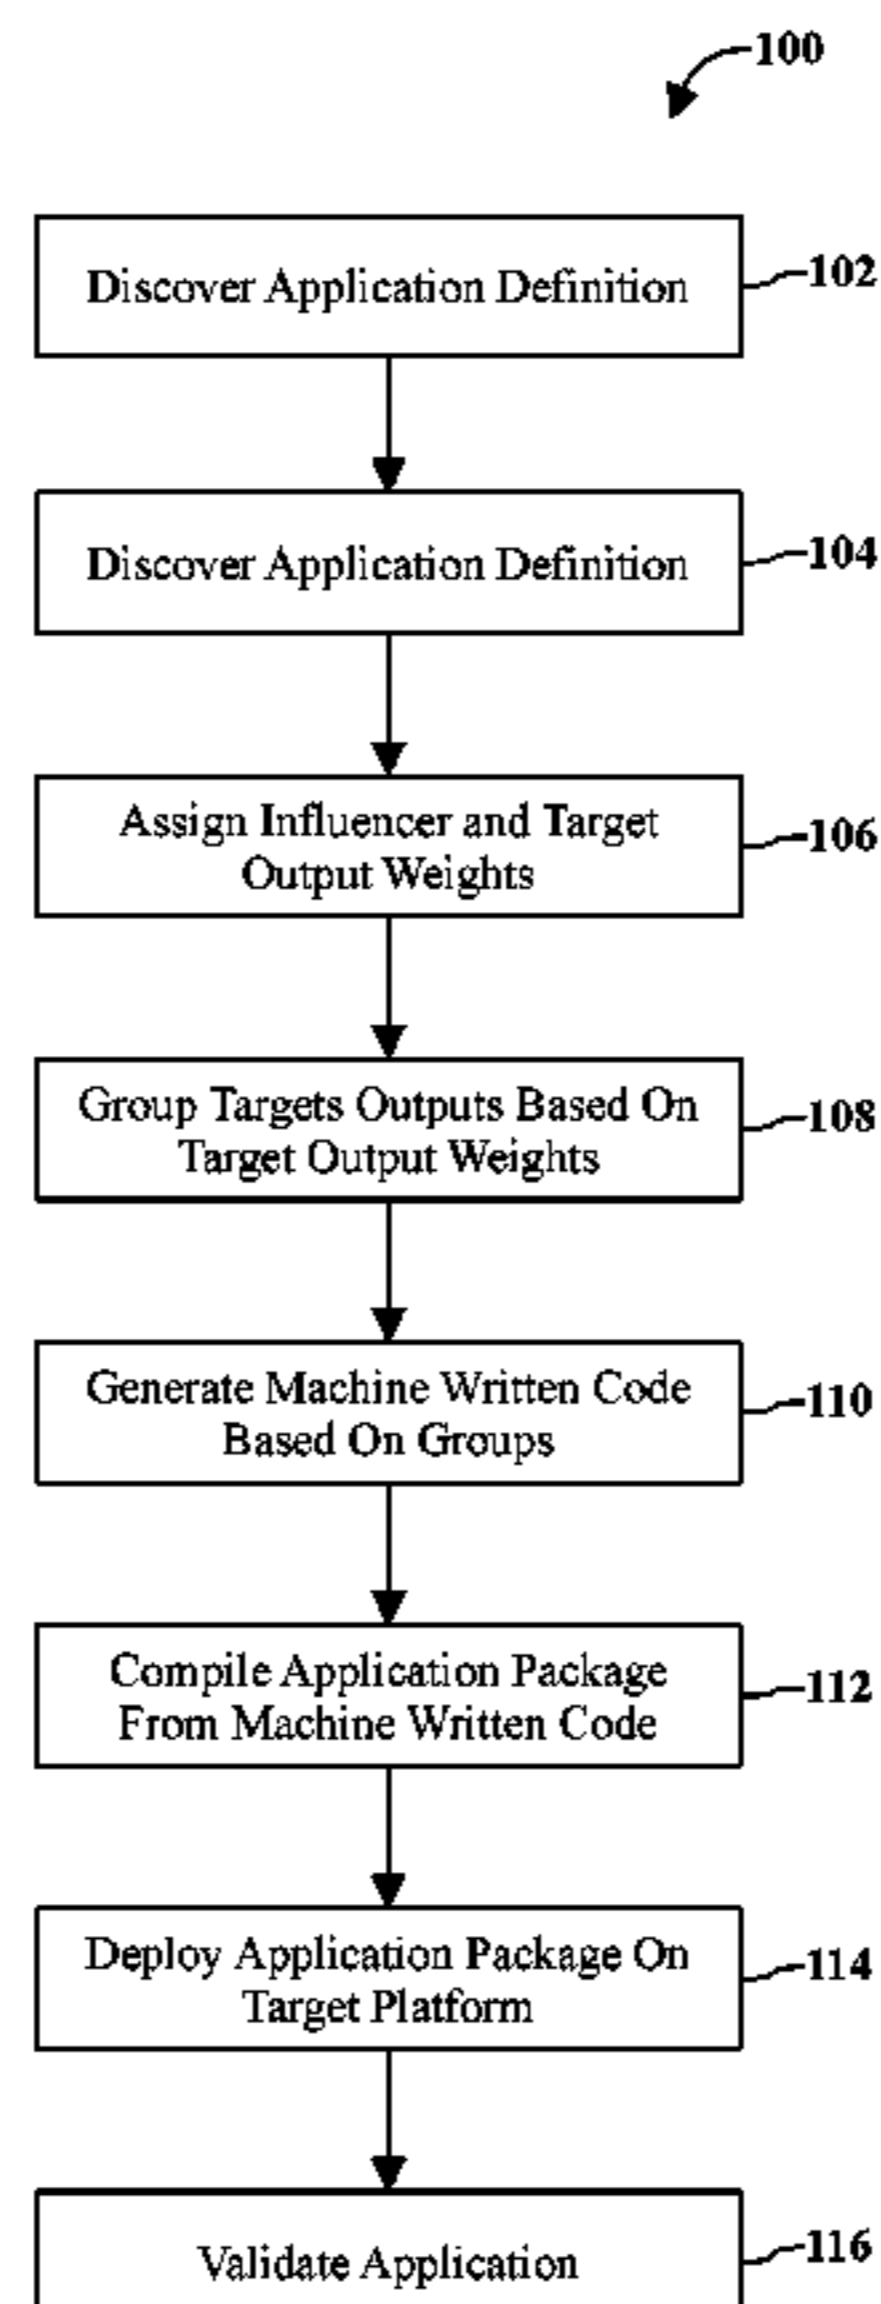 100
Discover Application Definition
102
Discover Application Definition
104
Assign Influencer and Target
Output Weights
106
Group Targets Outputs Based On
Target Output Weights
108
Generate Machine Written Code
Based On Groups
110
Compile Application Package
From Machine Written Code
112
Deploy Application Package On
Target Platform
114
Validate Application
116